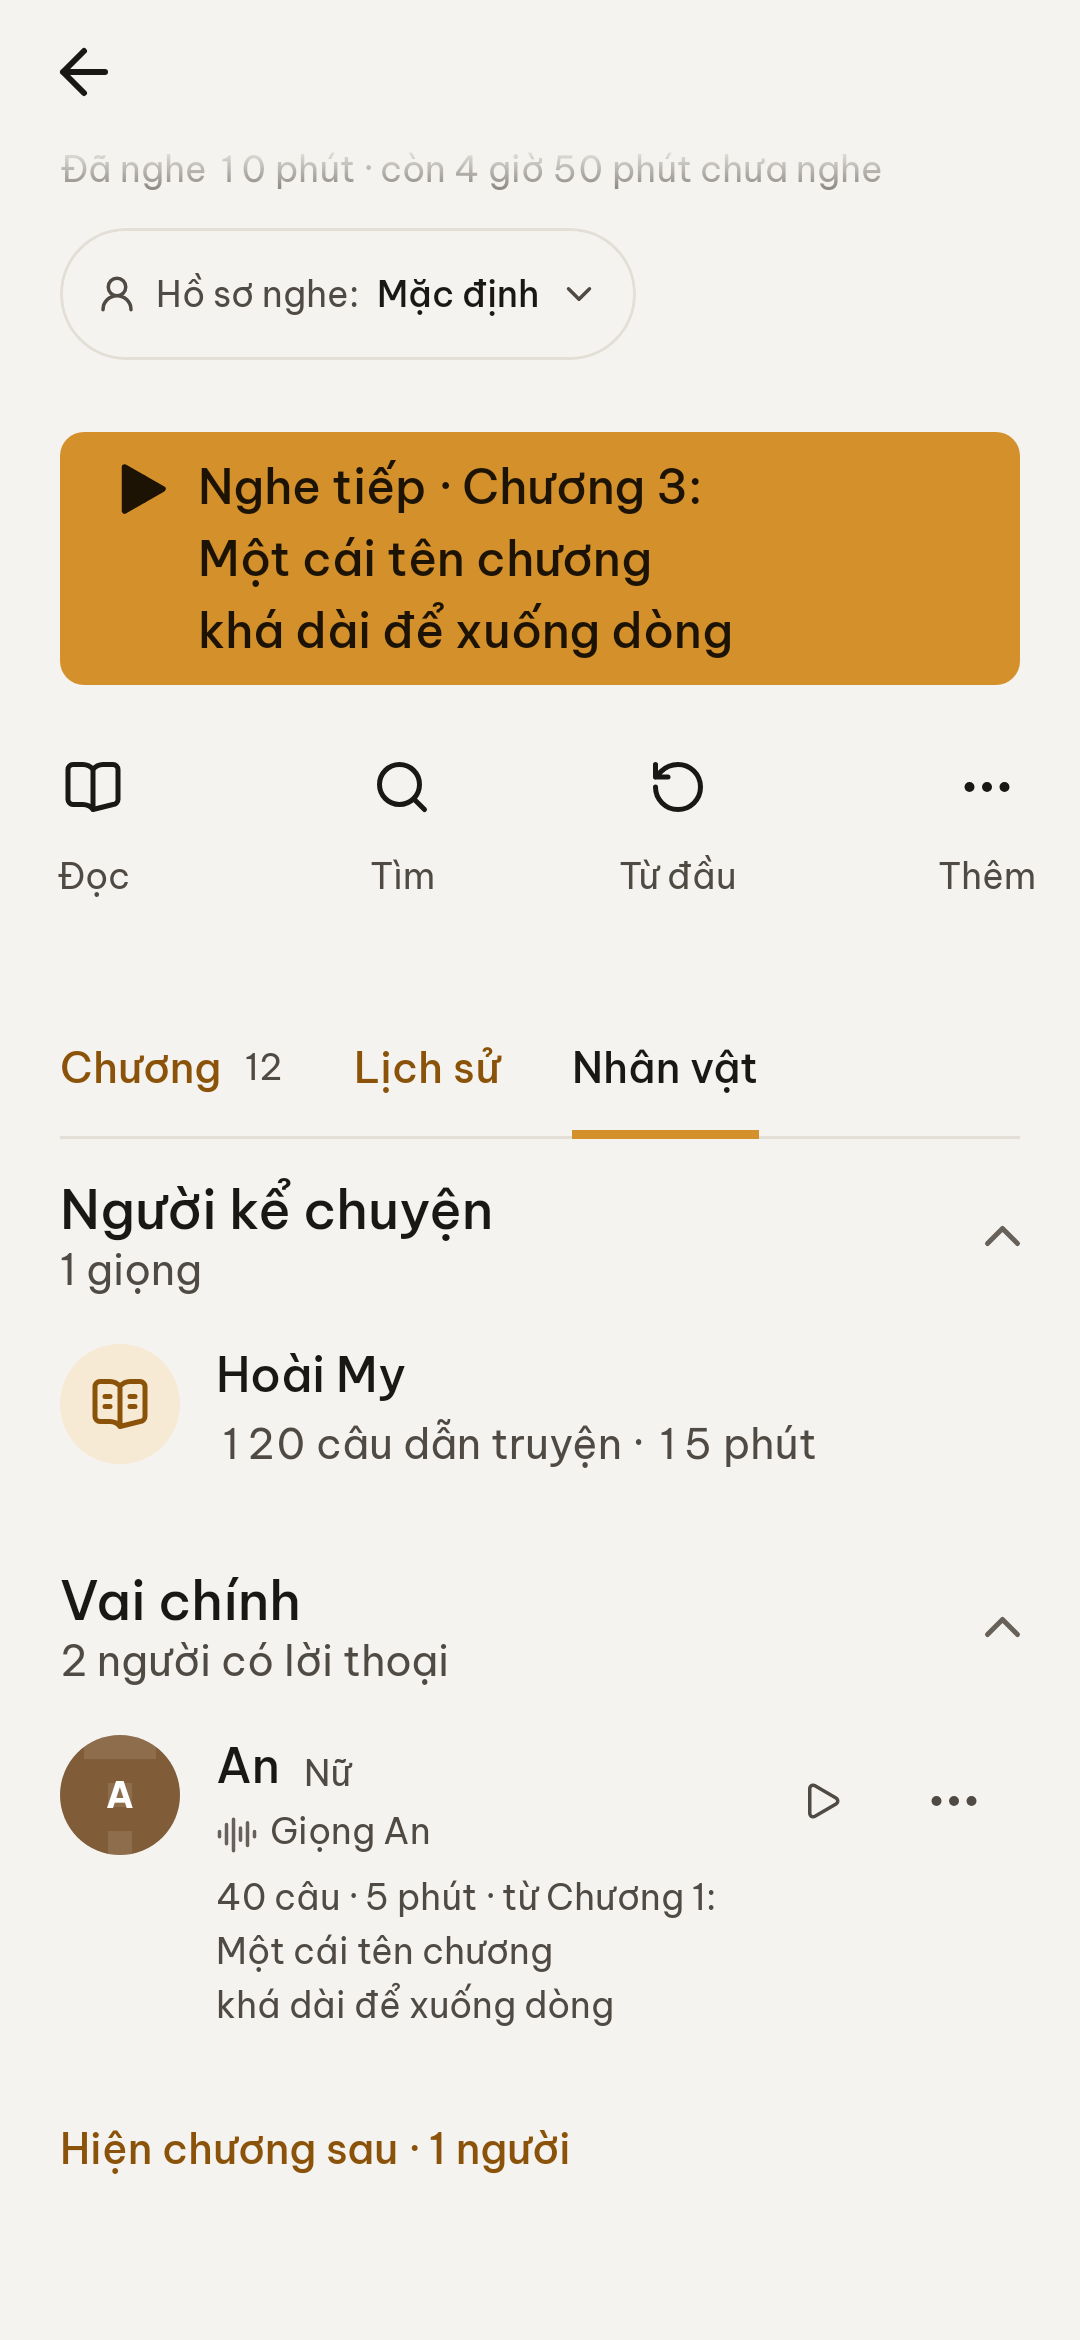 Đã nghe 10 phút · còn 4 giờ 50 phút chưa nghe
Hồ sơ nghe: Mặc định
Nghe tiếp · Chương 3:
Một cái tên chương
khá dài để xuống dòng
Đọc
Tìm
Từ đầu
Thêm
Chương 12
Lịch sử
Nhân vật
Người kể chuyện
1 giọng
Hoài My
120 câu dẫn truyện · 15 phút
Vai chính
2 người có lời thoại
A
An Nữ
Giọng An
40 câu · 5 phút · từ Chương 1:
Một cái tên chương
khá dài để xuống dòng
Hiện chương sau · 1 người